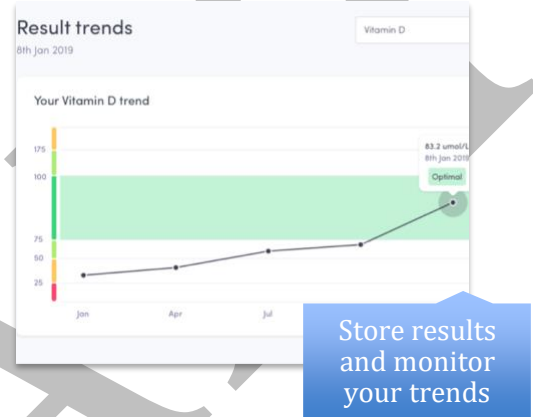 Result trends
8th Jan 2019
Vitamin D
Your Vitamin D trend
175
100
75
50
25
83.2 umol/L
8th Jan 2019
Optimal
Jan
Apr
Jul
Store results
and monitor
your trends